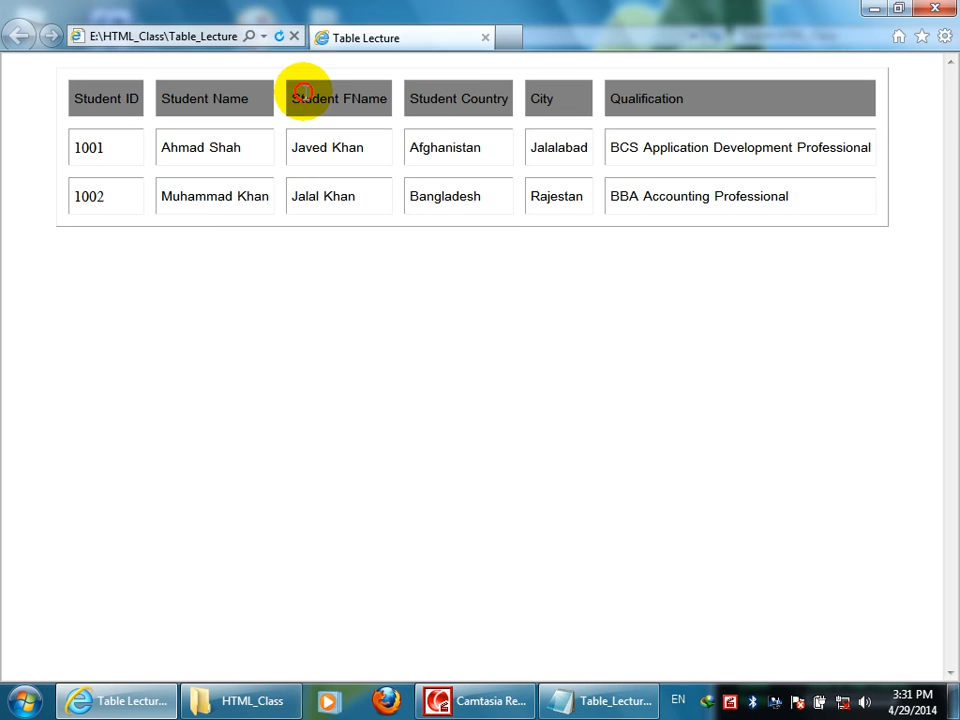 E:\HTML_Class\Table_Lecture
Table Lecture
Student ID Student Name Student FName Student Country City Qualification
1001 Ahmad Shah Javed Khan Afghanistan Jalalabad BCS Application Development Professional
1002 Muhammad Khan Jalal Khan Bangladesh Rajestan BBA Accounting Professional
Table Lectur... HTML_Class Camtasia Re... Table_Lectur... EN 3:31 PM
4/29/2014